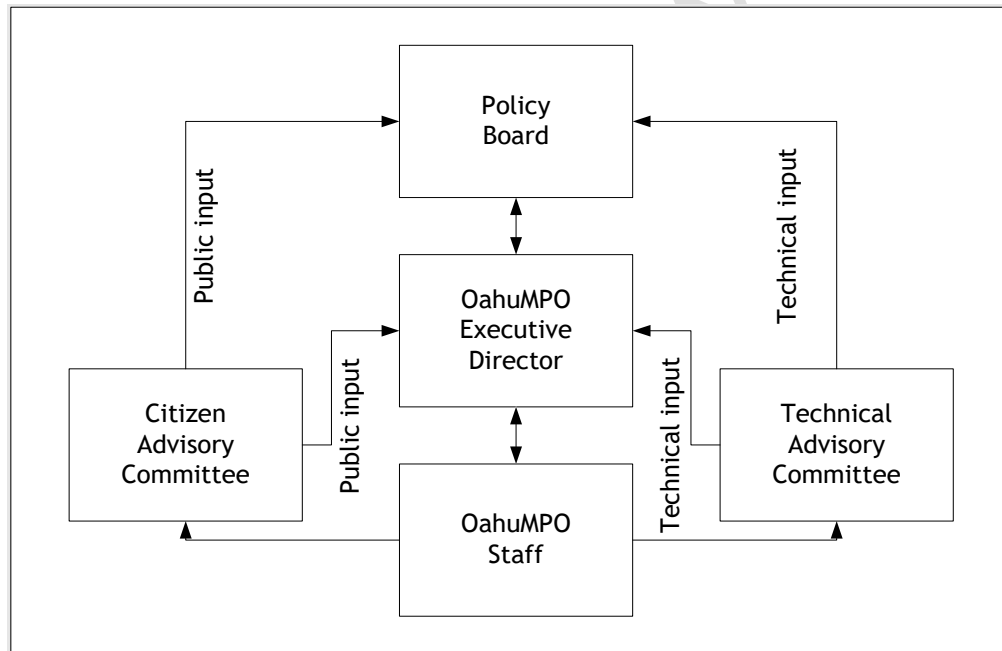 Policy
Board
Public input
Technical input
OahuMPO
Executive
Director
Citizen
Advisory
Committee
Public input
Technical input
Technical
Advisory
Committee
OahuMPO
Staff